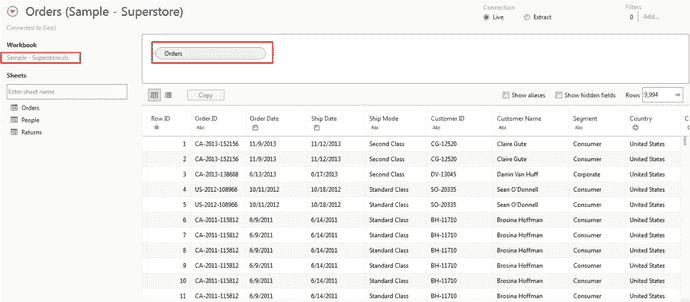 Orders (Sample - Superstore)
Connected to Excel
Connection
Live Extract
Filters
0 Add...
Workbook
Sample - Superstore.xls
Sheets
Enter sheet name
Orders
People
Returns
Orders
Copy
Show aliases Show hidden fields Rows 9,994
Row ID Order ID Order Date Ship Date Ship Mode Customer ID Customer Name Segment Country C
Abc Abc Abc Abc Abc
1 CA-2013-152156 11/9/2013 11/12/2013 Second Class CG-12520 Claire Gute Consumer United States
2 CA-2013-152156 11/9/2013 11/12/2013 Second Class CG-12520 Claire Gute Consumer United States
3 CA-2013-138688 6/13/2013 6/17/2013 Second Class DV-13045 Darrin Van Huff Corporate United States
4 US-2012-108966 10/11/2012 10/18/2012 Standard Class SO-20335 Sean O'Donnell Consumer United States
5 US-2012-108966 10/11/2012 10/18/2012 Standard Class SO-20335 Sean O'Donnell Consumer United States
6 CA-2011-115812 6/9/2011 6/14/2011 Standard Class BH-11710 Brosina Hoffman Consumer United States
7 CA-2011-115812 6/9/2011 6/14/2011 Standard Class BH-11710 Brosina Hoffman Consumer United States
8 CA-2011-115812 6/9/2011 6/14/2011 Standard Class BH-11710 Brosina Hoffman Consumer United States
9 CA-2011-115812 6/9/2011 6/14/2011 Standard Class BH-11710 Brosina Hoffman Consumer United States
10 CA-2011-115812 6/9/2011 6/14/2011 Standard Class BH-11710 Brosina Hoffman Consumer United States
11 CA-2011-115812 6/9/2011 6/14/2011 Standard Class BH-11710 Brosina Hoffman Consumer United States